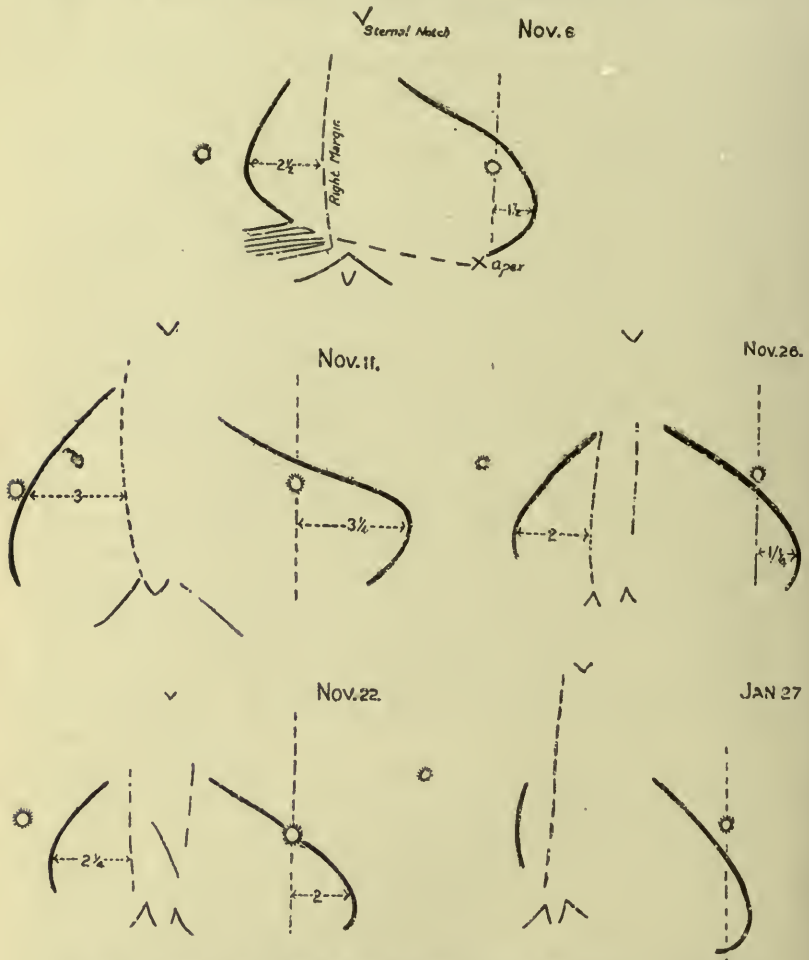 Sternal Notch
Nov. 6
2½
Right Margin
1½
apex
Nov. 11.
3
3¼
Nov. 26.
2
1¼
Nov. 22.
2¼
2
JAN 27